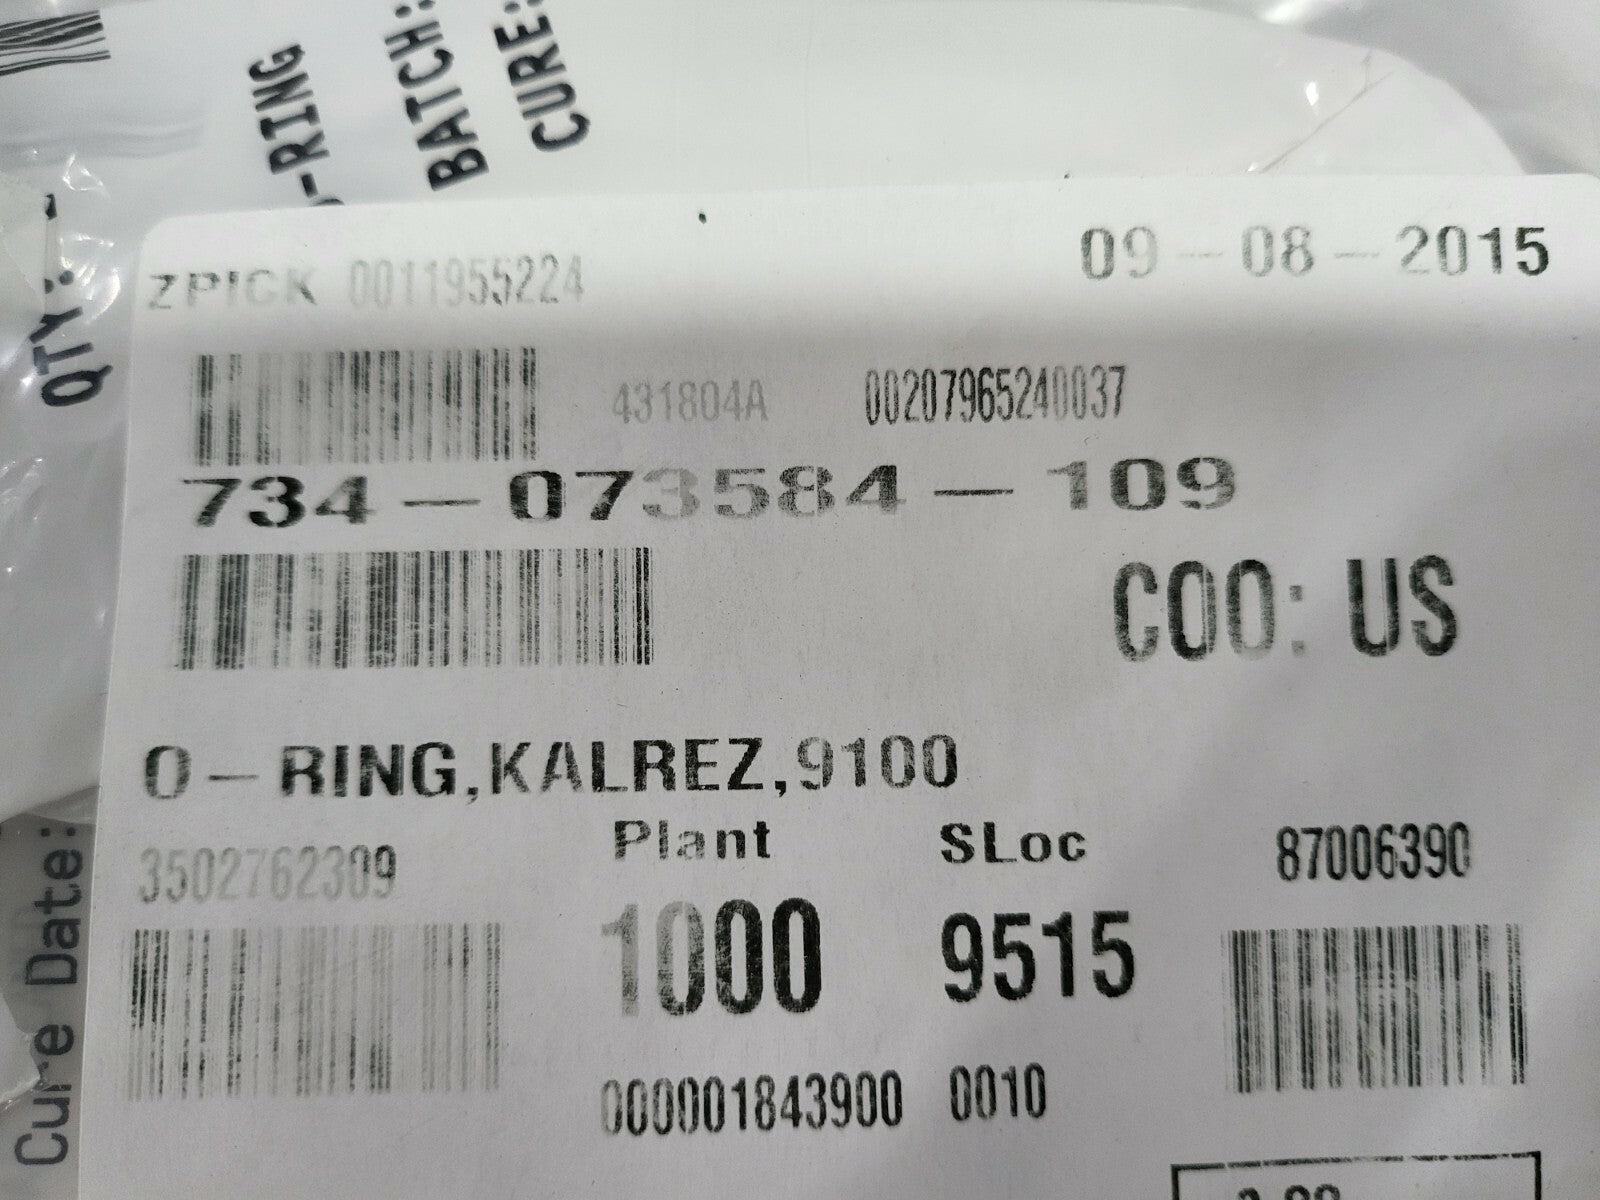 O-RING
BATCH:
CURE:
QTY:
ZPICK 0011955224
09-08-2015
431804A 00207965240037
734-073584-109
COO: US
O-RING,KALREZ,9100
3502762309
Plant SLoc
87006390
1000 9515
000001843900 0010
Cure Date: